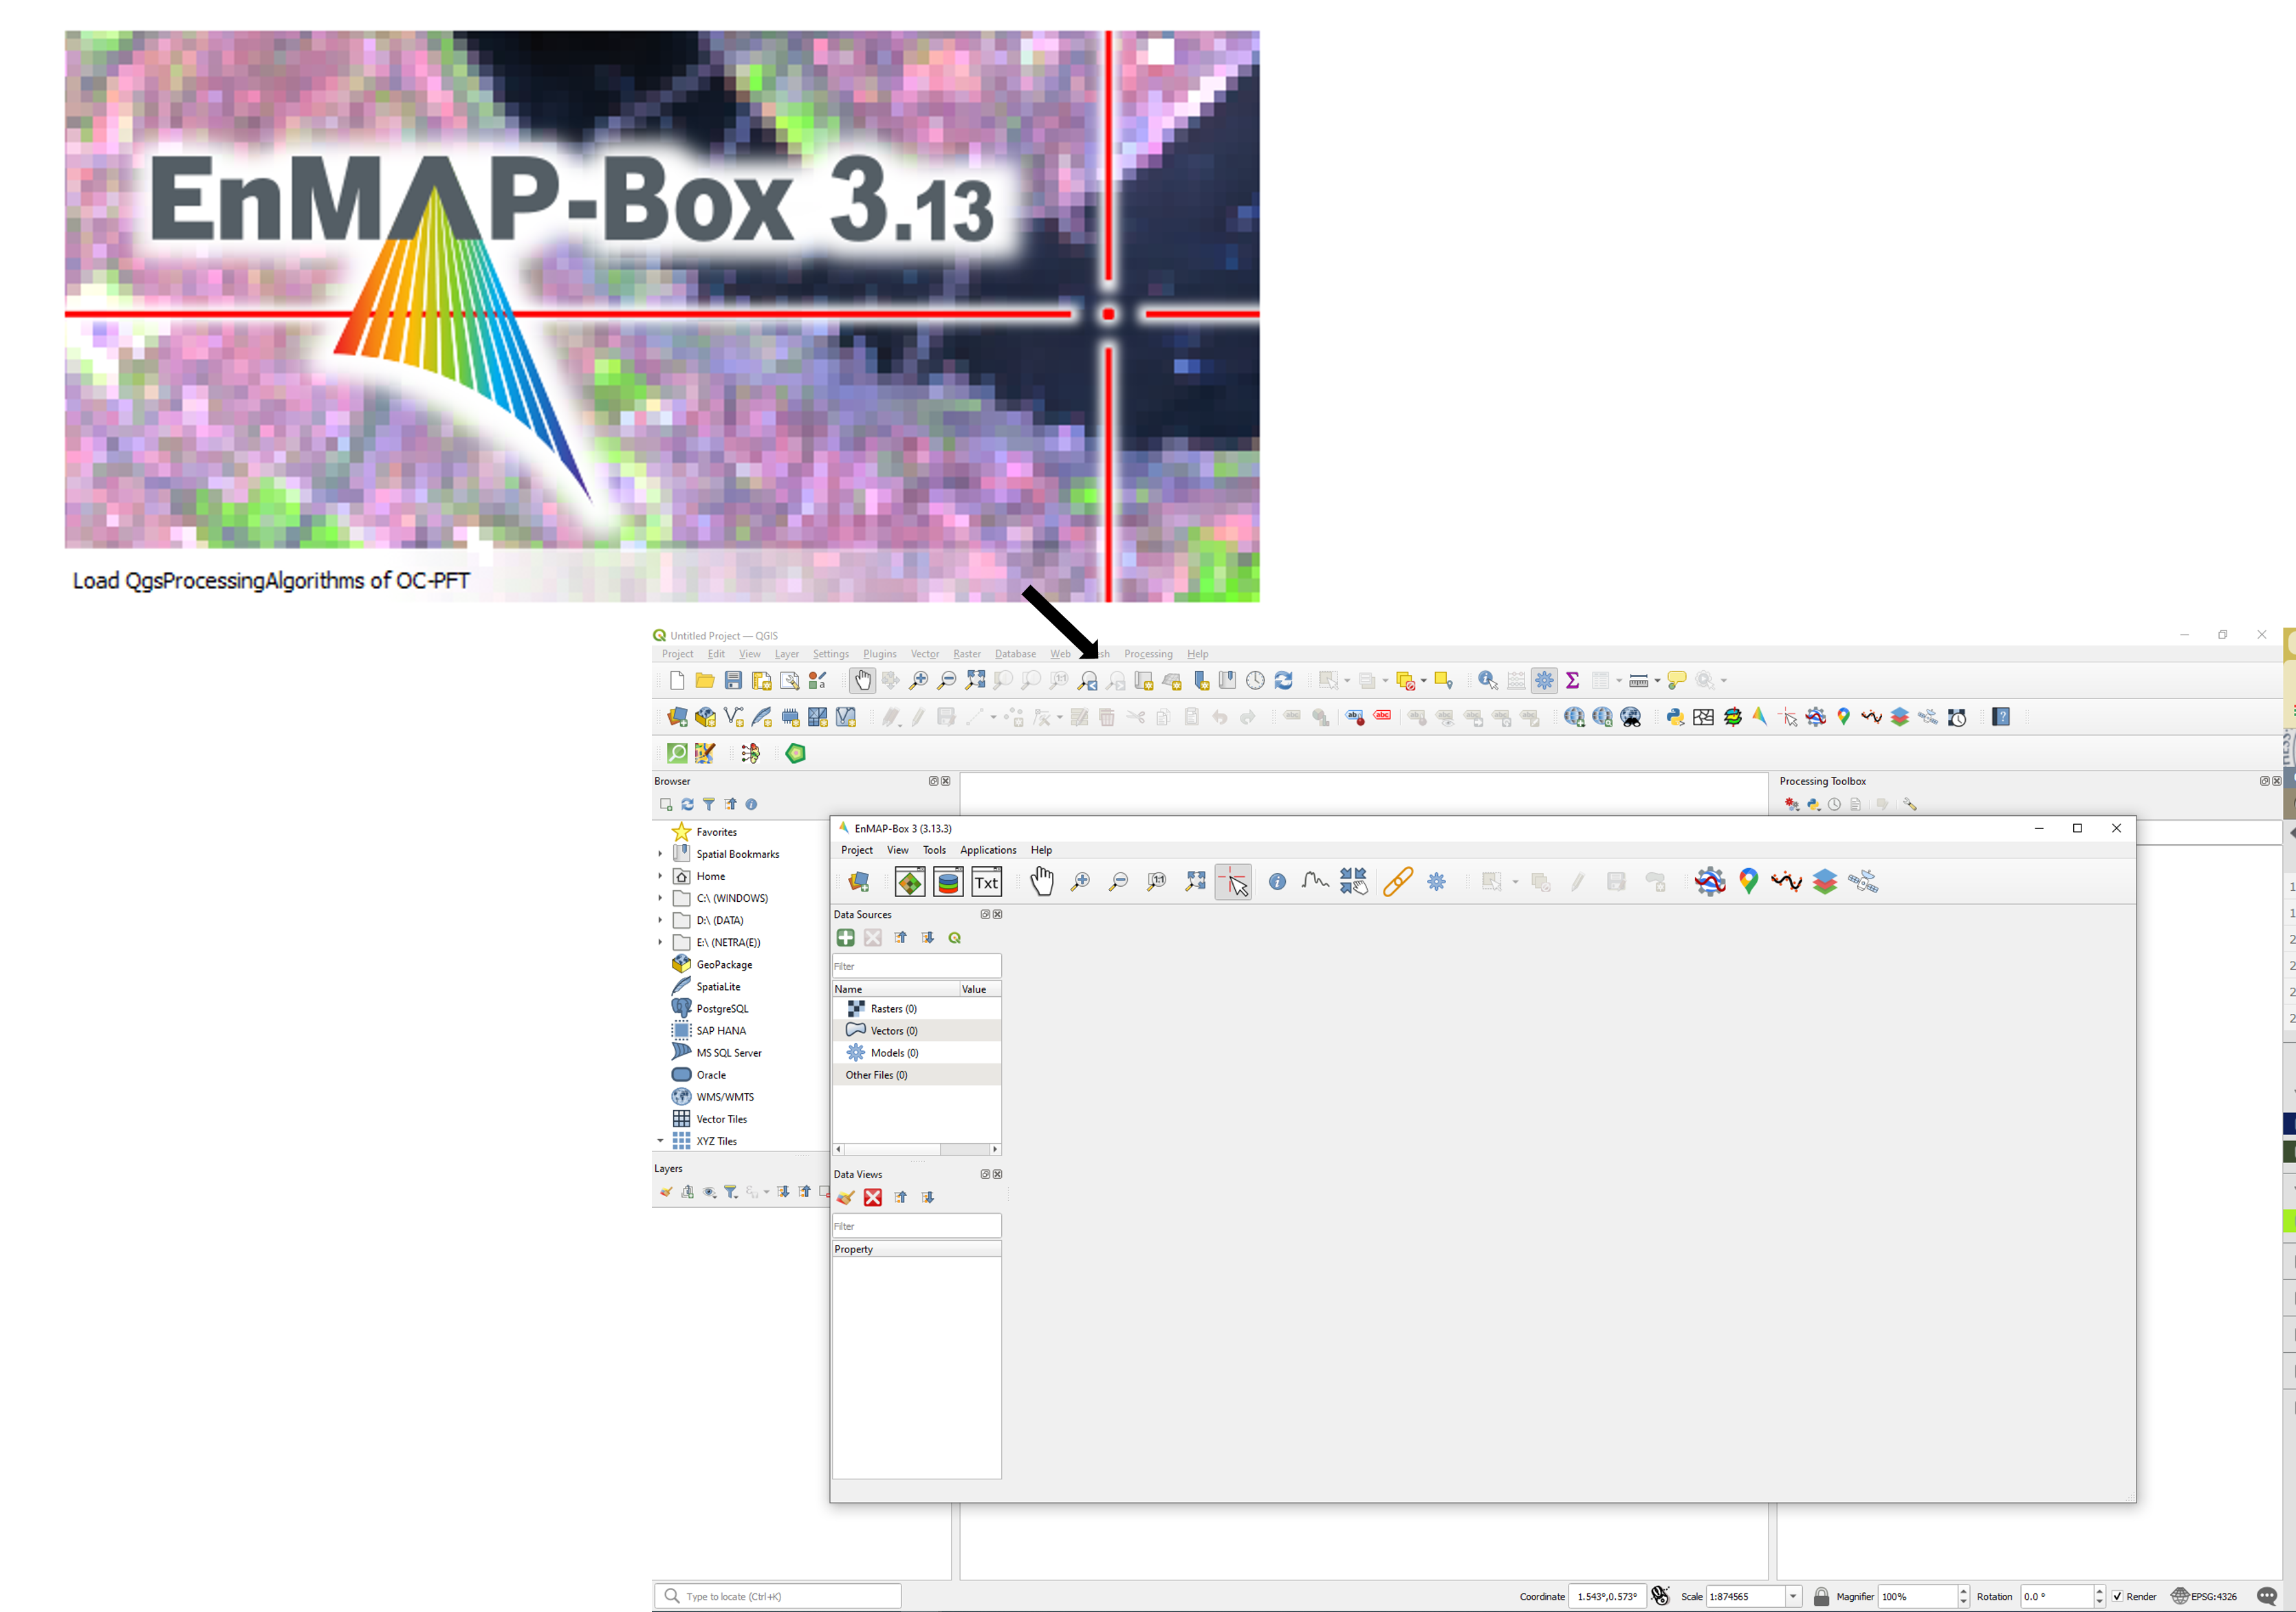 EnMAP-Box 3.13
Load QgsProcessingAlgorithms of OC-PFT
Untitled Project — QGIS
Project Edit View Layer Settings Plugins Vector Raster Database Web sh Processing Help
Browser
Processing Toolbox
Favorites
Spatial Bookmarks
Home
C:\ (WINDOWS)
D:\ (DATA)
E:\ (NETRA(E))
GeoPackage
SpatiaLite
PostgreSQL
SAP HANA
MS SQL Server
Oracle
WMS/WMTS
Vector Tiles
XYZ Tiles
Layers
EnMAP-Box 3 (3.13.3)
Project View Tools Applications Help
Txt
Data Sources
Filter
Name Value
Rasters (0)
Vectors (0)
Models (0)
Other Files (0)
Data Views
Filter
Property
Type to locate (Ctrl+K)
Coordinate 1.543°,0.573° Scale 1:874565 Magnifier 100% Rotation 0.0 ° Render EPSG:4326